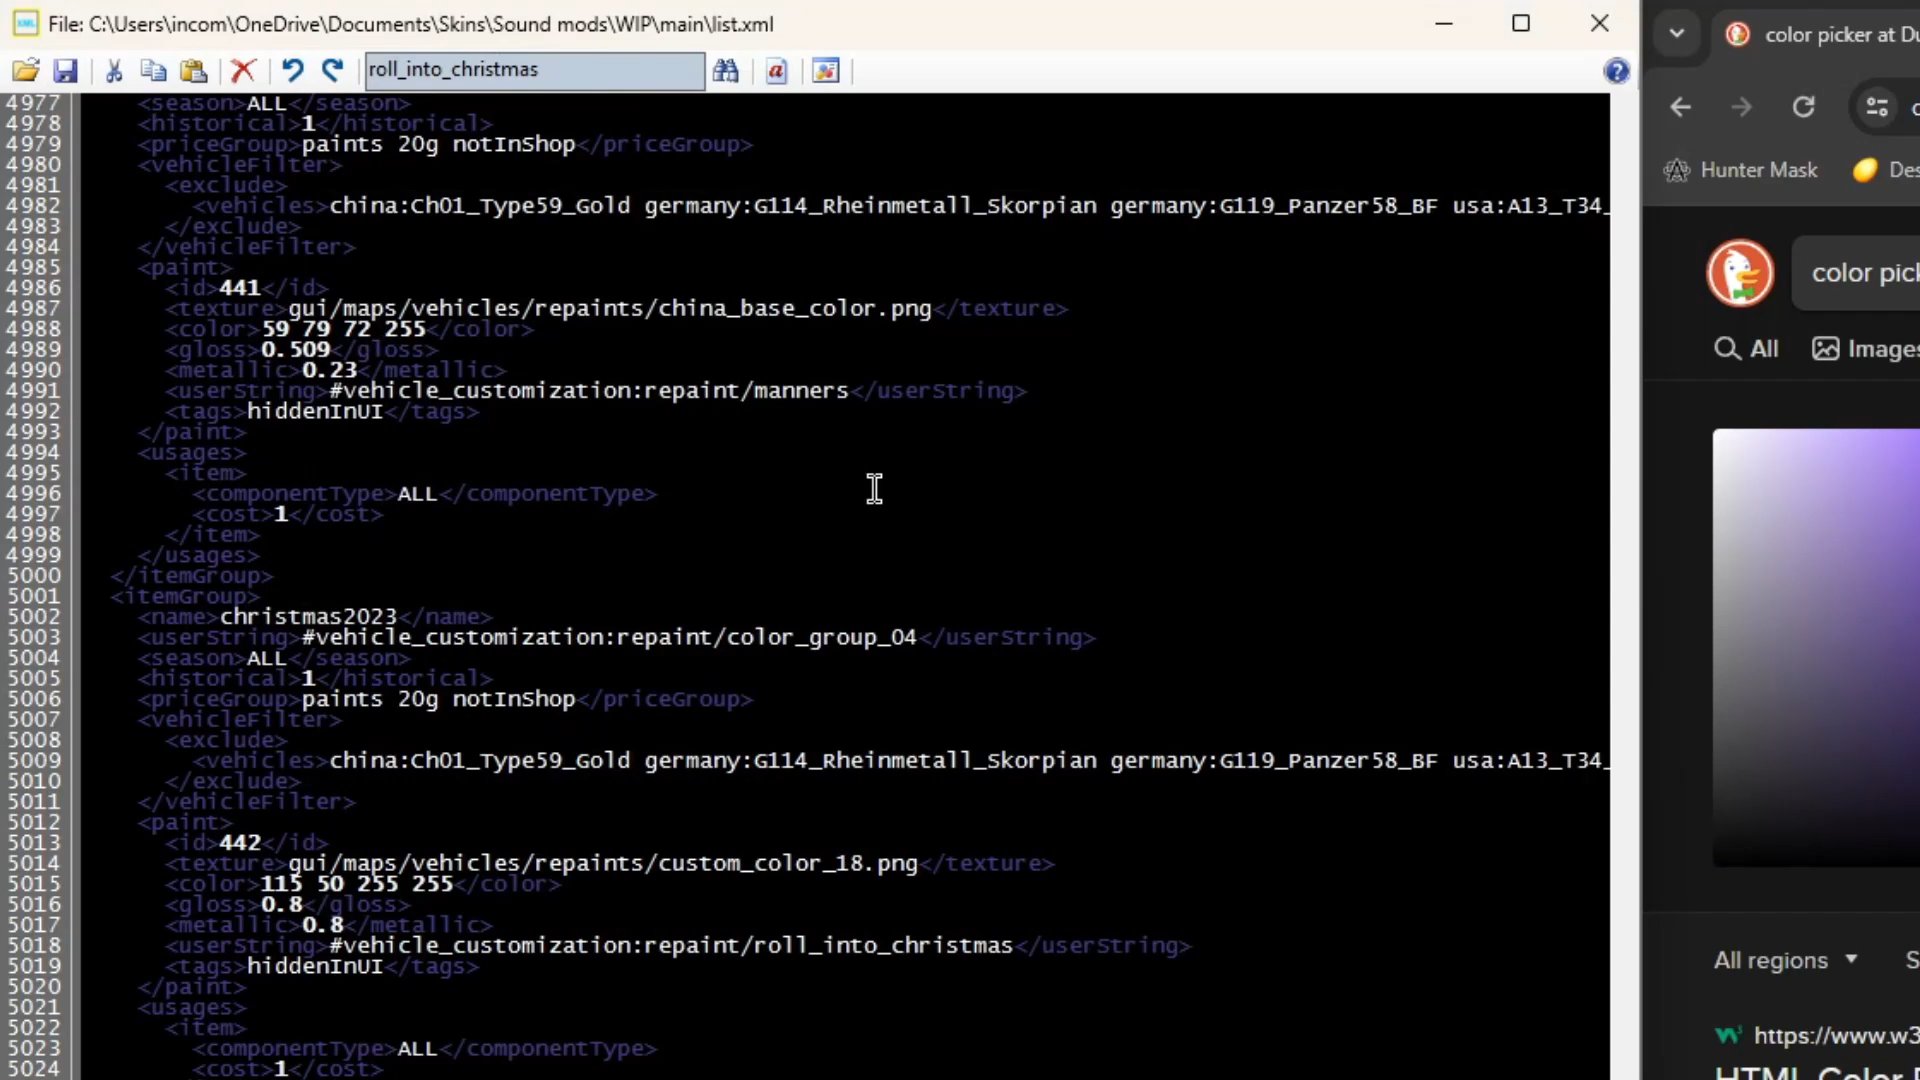 File: C:\Users\incom\OneDrive\Documents\Skins\Sound mods\WIP\main\list.xml
roll_into_christmas
4977 <season>ALL</season>
4978 <historical>1</historical>
4979 <priceGroup>paints 20g notInShop</priceGroup>
4980 <vehicleFilter>
4981 <exclude>
4982 <vehicles>china:Ch01_Type59_Gold germany:G114_Rheinmetall_Skorpian germany:G119_Panzer58_BF usa:A13_T34_
4983 </exclude>
4984 </vehicleFilter>
4985 <paint>
4986 <id>441</id>
4987 <texture>gui/maps/vehicles/repaints/china_base_color.png</texture>
4988 <color>59 79 72 255</color>
4989 <gloss>0.509</gloss>
4990 <metallic>0.23</metallic>
4991 <userString>#vehicle_customization:repaint/manners</userString>
4992 <tags>hiddenInUI</tags>
4993 </paint>
4994 <usages>
4995 <item>
4996 <componentType>ALL</componentType>
4997 <cost>1</cost>
4998 </item>
4999 </usages>
5000 </itemGroup>
5001 <itemGroup>
5002 <name>christmas2023</name>
5003 <userString>#vehicle_customization:repaint/color_group_04</userString>
5004 <season>ALL</season>
5005 <historical>1</historical>
5006 <priceGroup>paints 20g notInShop</priceGroup>
5007 <vehicleFilter>
5008 <exclude>
5009 <vehicles>china:Ch01_Type59_Gold germany:G114_Rheinmetall_Skorpian germany:G119_Panzer58_BF usa:A13_T34_
5010 </exclude>
5011 </vehicleFilter>
5012 <paint>
5013 <id>442</id>
5014 <texture>gui/maps/vehicles/repaints/custom_color_18.png</texture>
5015 <color>115 50 255 255</color>
5016 <gloss>0.8</gloss>
5017 <metallic>0.8</metallic>
5018 <userString>#vehicle_customization:repaint/roll_into_christmas</userString>
5019 <tags>hiddenInUI</tags>
5020 </paint>
5021 <usages>
5022 <item>
5023 <componentType>ALL</componentType>
5024 <cost>1</cost>
color picker at Du
Hunter Mask
Des
color pick
All
Images
All regions
S
https://www.w3
HTML Color